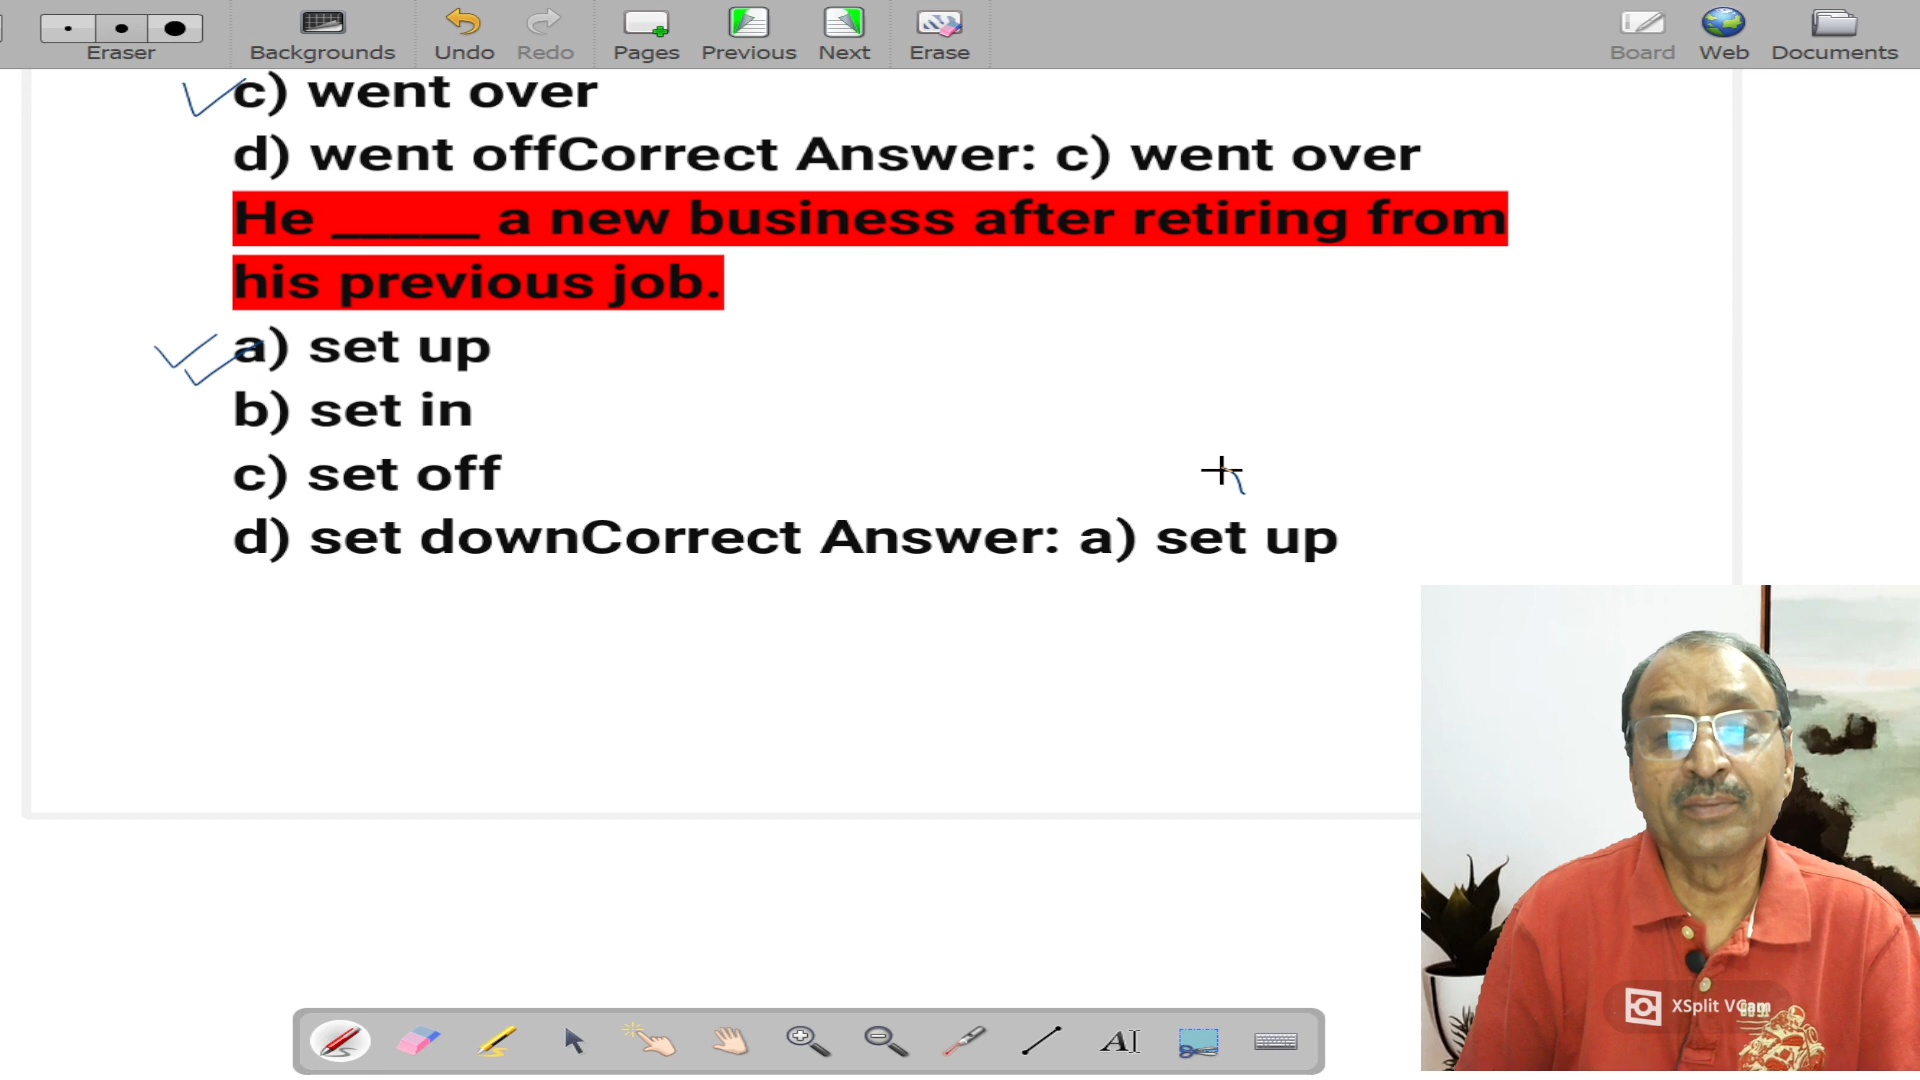 Eraser
Backgrounds
Undo
Redo
Pages
Previous
Next
Erase
Board
Web
Documents
c) went over
d) went offCorrect Answer: c) went over
He _____ a new business after retiring from
his previous job.
a) set up
b) set in
c) set off
d) set downCorrect Answer: a) set up
XSplit VCam